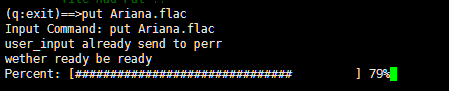 (q:exit)==>put Ariana.flac
Input Command: put Ariana.flac
user_input already send to perr
wether ready be ready
Percent: [############################### ] 79%